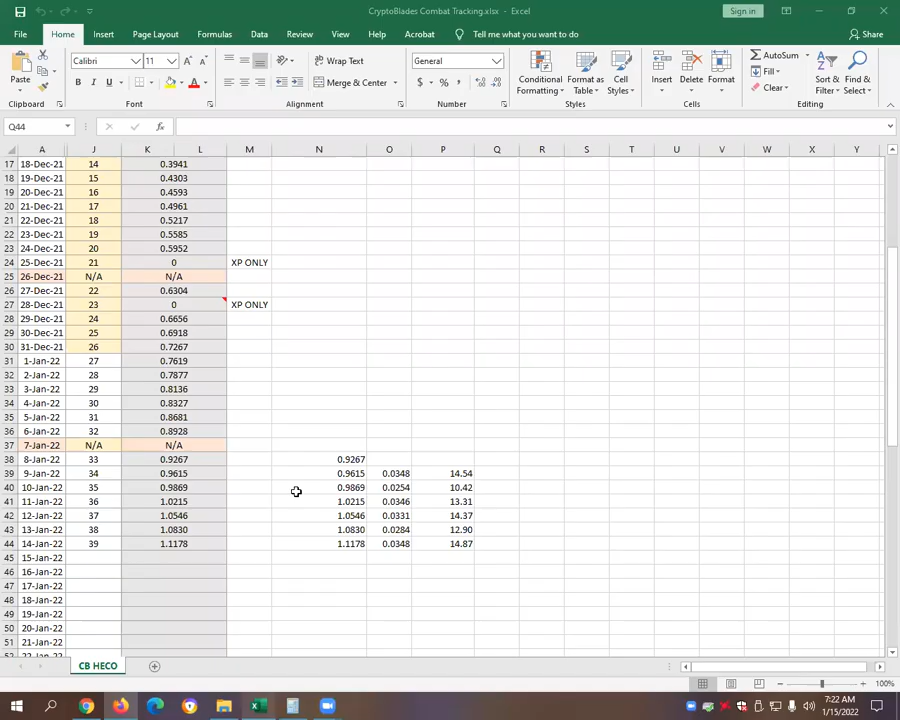 CryptoBlades Combat Tracking.xlsx - Excel
Sign in
File Home Insert Page Layout Formulas Data Review View Help Acrobat Tell me what you want to do Share
Paste
Calibri 11
B I U
Wrap Text
Merge & Center
General
$ %
Conditional Formatting
Format as Table
Cell Styles
Insert Delete Format
AutoSum
Fill
Clear
Sort & Filter
Find & Select
Clipboard Font Alignment Number Styles Cells Editing
Q44 fx
A J K L M N O P Q R S T U V W X Y
17 18-Dec-21 14 0.3941
18 19-Dec-21 15 0.4303
19 20-Dec-21 16 0.4593
20 21-Dec-21 17 0.4961
21 22-Dec-21 18 0.5217
22 23-Dec-21 19 0.5585
23 24-Dec-21 20 0.5952
24 25-Dec-21 21 0 XP ONLY
25 26-Dec-21 N/A N/A
26 27-Dec-21 22 0.6304
27 28-Dec-21 23 0 XP ONLY
28 29-Dec-21 24 0.6656
29 30-Dec-21 25 0.6918
30 31-Dec-21 26 0.7267
31 1-Jan-22 27 0.7619
32 2-Jan-22 28 0.7877
33 3-Jan-22 29 0.8136
34 4-Jan-22 30 0.8327
35 5-Jan-22 31 0.8681
36 6-Jan-22 32 0.8928
37 7-Jan-22 N/A N/A
38 8-Jan-22 33 0.9267 0.9267
39 9-Jan-22 34 0.9615 0.9615 0.0348 14.54
40 10-Jan-22 35 0.9869 0.9869 0.0254 10.42
41 11-Jan-22 36 1.0215 1.0215 0.0346 13.31
42 12-Jan-22 37 1.0546 1.0546 0.0331 14.37
43 13-Jan-22 38 1.0830 1.0830 0.0284 12.90
44 14-Jan-22 39 1.1178 1.1178 0.0348 14.87
45 15-Jan-22
46 16-Jan-22
47 17-Jan-22
48 18-Jan-22
49 19-Jan-22
50 20-Jan-22
51 21-Jan-22
CB HECO
100%
7:22 AM
1/15/2022